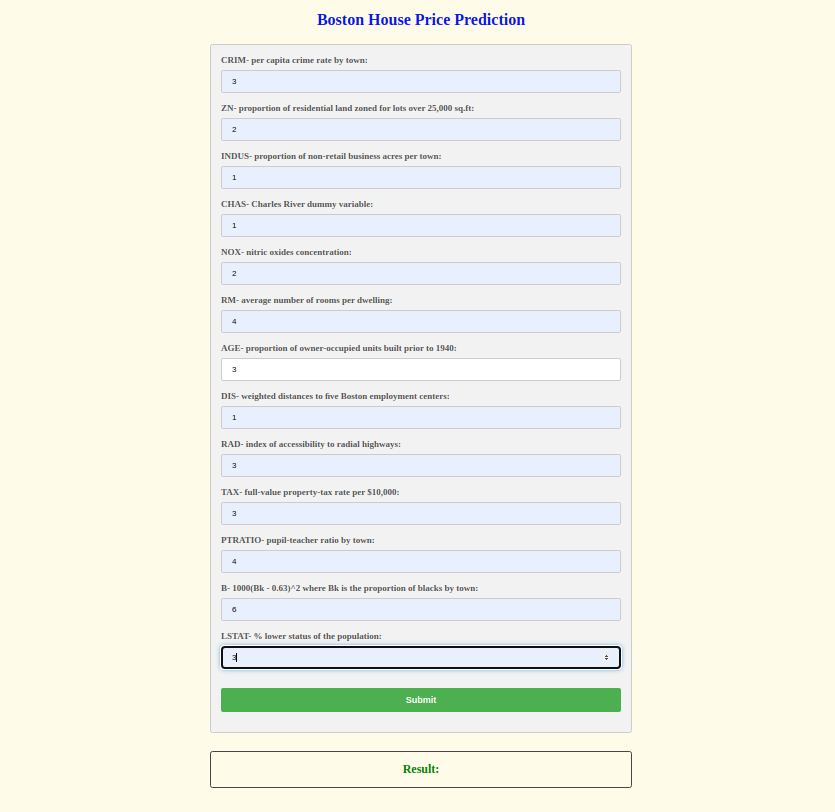 Boston House Price Prediction
CRIM- per capita crime rate by town:
3
ZN- proportion of residential land zoned for lots over 25,000 sq.ft:
2
INDUS- proportion of non-retail business acres per town:
1
CHAS- Charles River dummy variable:
1
NOX- nitric oxides concentration:
2
RM- average number of rooms per dwelling:
4
AGE- proportion of owner-occupied units built prior to 1940:
3
DIS- weighted distances to five Boston employment centers:
1
RAD- index of accessibility to radial highways:
3
TAX- full-value property-tax rate per $10,000:
3
PTRATIO- pupil-teacher ratio by town:
4
B- 1000(Bk - 0.63)^2 where Bk is the proportion of blacks by town:
6
LSTAT- % lower status of the population:
3
Submit
Result: